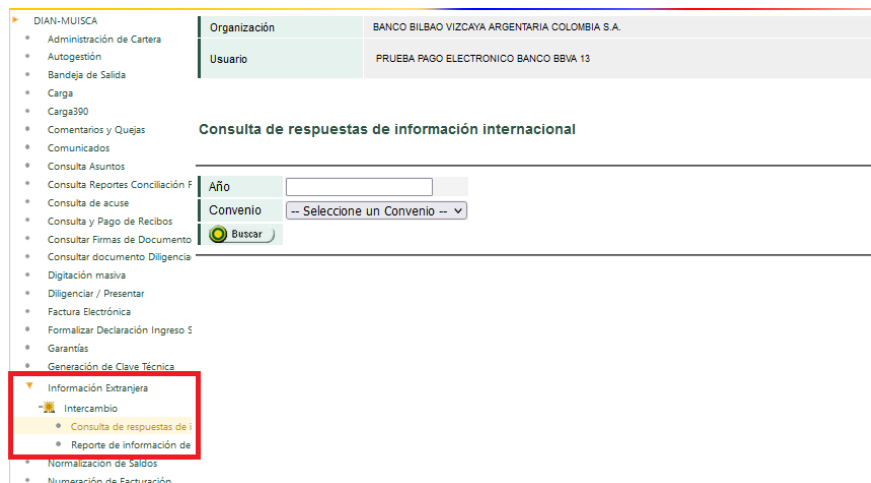 DIAN-MUISCA
Administración de Cartera
Autogestión
Bandeja de Salida
Carga
Carga390
Comentarios y Quejas
Comunicados
Consulta Asuntos
Consulta Reportes Conciliación F
Consulta de acuse
Consulta y Pago de Recibos
Consultar Firmas de Documento
Consultar documento Diligencia
Digitación masiva
Diligenciar / Presentar
Factura Electrónica
Formalizar Declaración Ingreso S
Garantías
Generación de Clave Técnica
Información Extranjera
Intercambio
Consulta de respuestas de i
Reporte de información de
Normalización de Saldos
Numeración de Facturación
Organización BANCO BILBAO VIZCAYA ARGENTARIA COLOMBIA S.A.
Usuario PRUEBA PAGO ELECTRONICO BANCO BBVA 13
Consulta de respuestas de información internacional
Año
Convenio -- Seleccione un Convenio --
Buscar